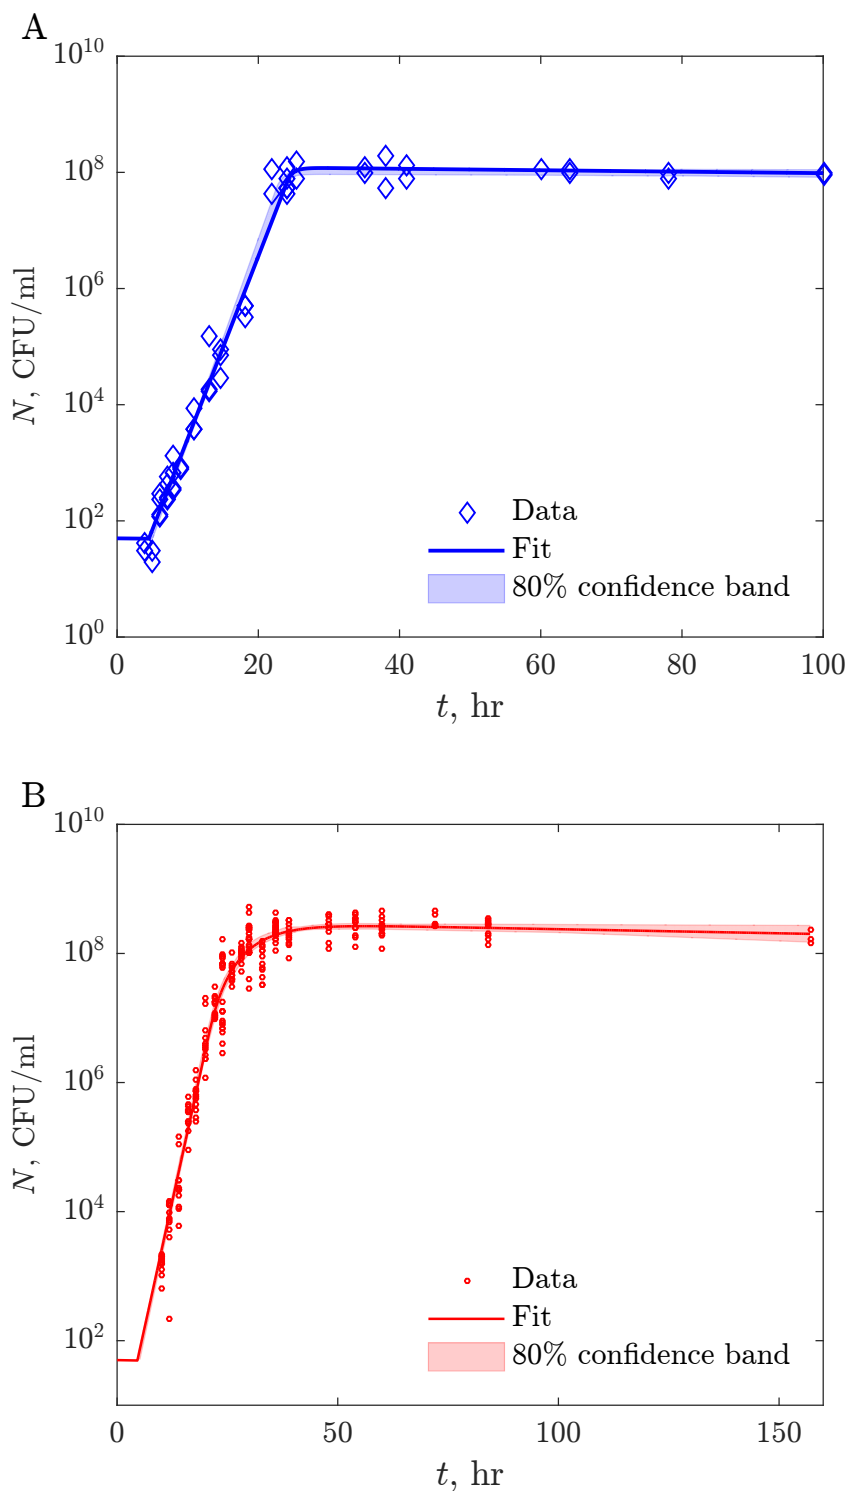 A
10^10
10^8
10^6
10^4
10^2
10^0
N, CFU/ml
Data
Fit
80% confidence band
0 20 40 60 80 100
t, hr
B
10^10
10^8
10^6
10^4
10^2
N, CFU/ml
Data
Fit
80% confidence band
0 50 100 150
t, hr